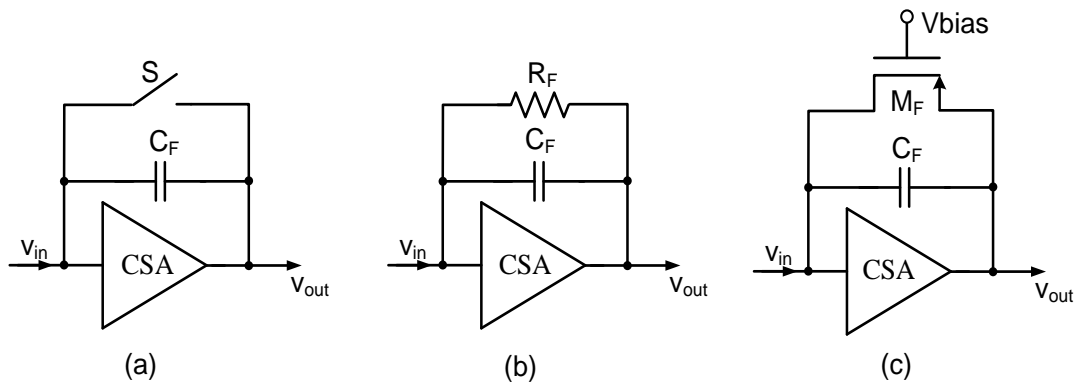 S
C_F
v_in
CSA
v_out
(a)
R_F
C_F
v_in
CSA
v_out
(b)
Vbias
M_F
C_F
v_in
CSA
v_out
(c)